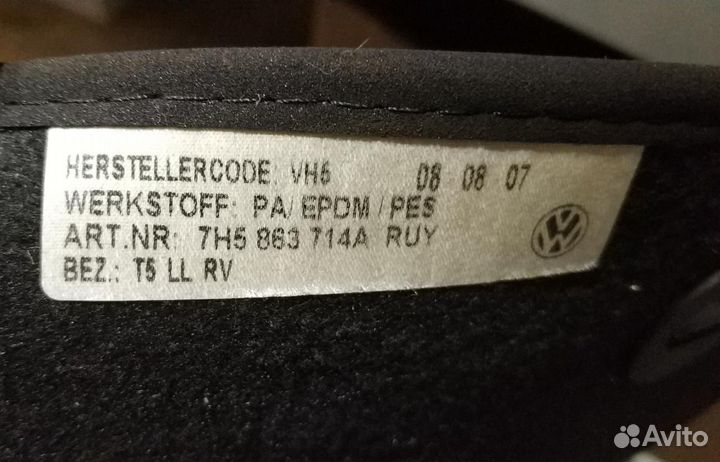 HERSTELLERCODE: VH5 08 08 07
WERKSTOFF: PA/EPDM/PES
ART.NR: 7H5 863 714A RUY
BEZ.: T5 LL RV
Avito